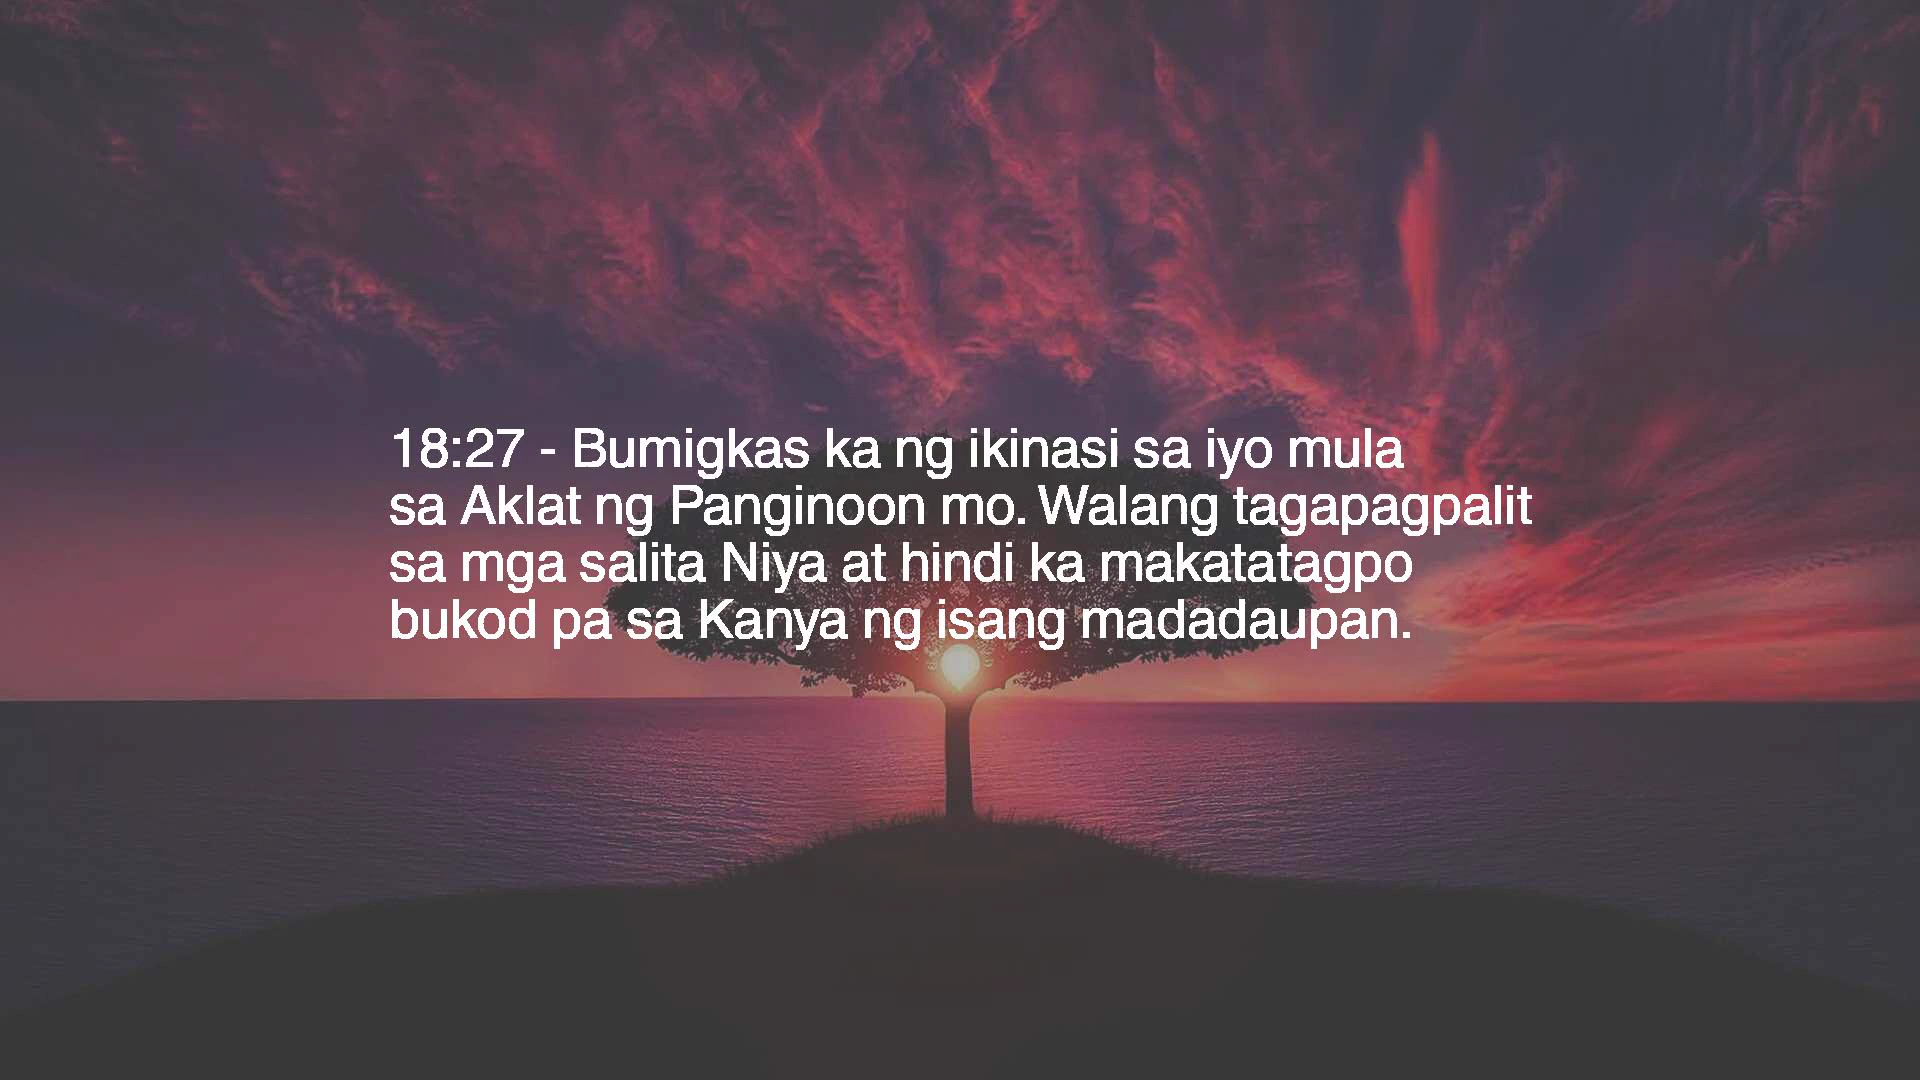 18:27 - Bumigkas ka ng ikinasi sa iyo mula
sa Aklat ng Panginoon mo. Walang tagapagpalit
sa mga salita Niya at hindi ka makatatagpo
bukod pa sa Kanya ng isang madadaupan.